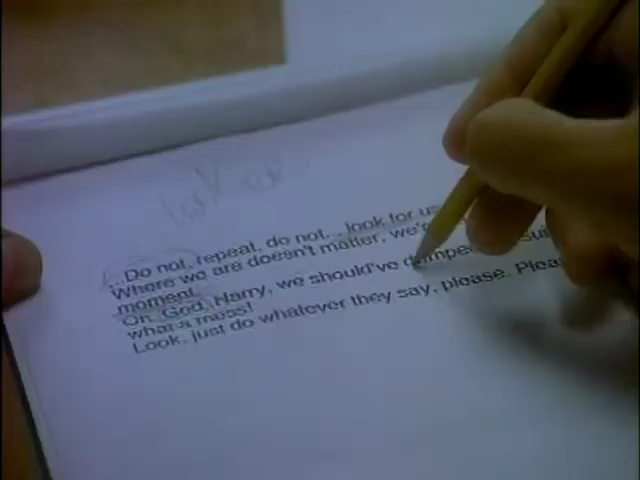 ...Do not, repeat, do not...look for us
Where we are doesn't matter, we're
moment.
Oh, God, Harry, we should've dumped
what a mess!
Look, just do whatever they say, please. Plea